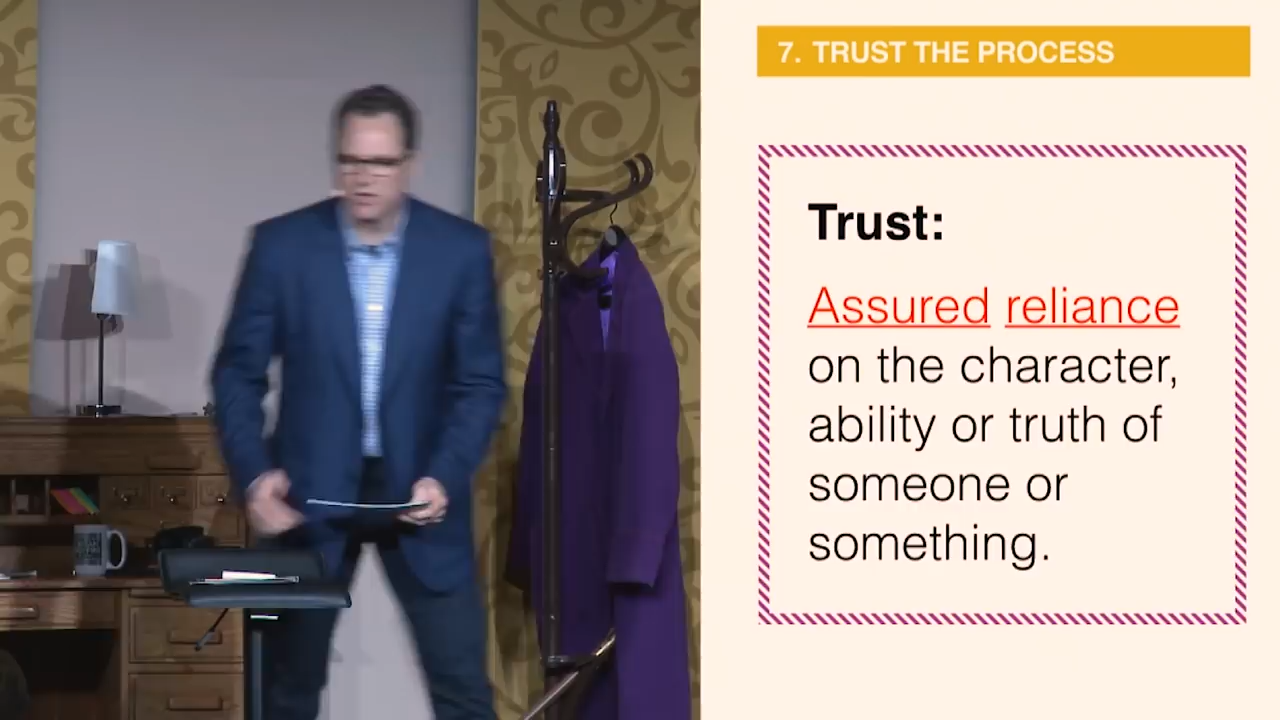 7. TRUST THE PROCESS
Trust:
Assured reliance
on the character,
ability or truth of
someone or
something.